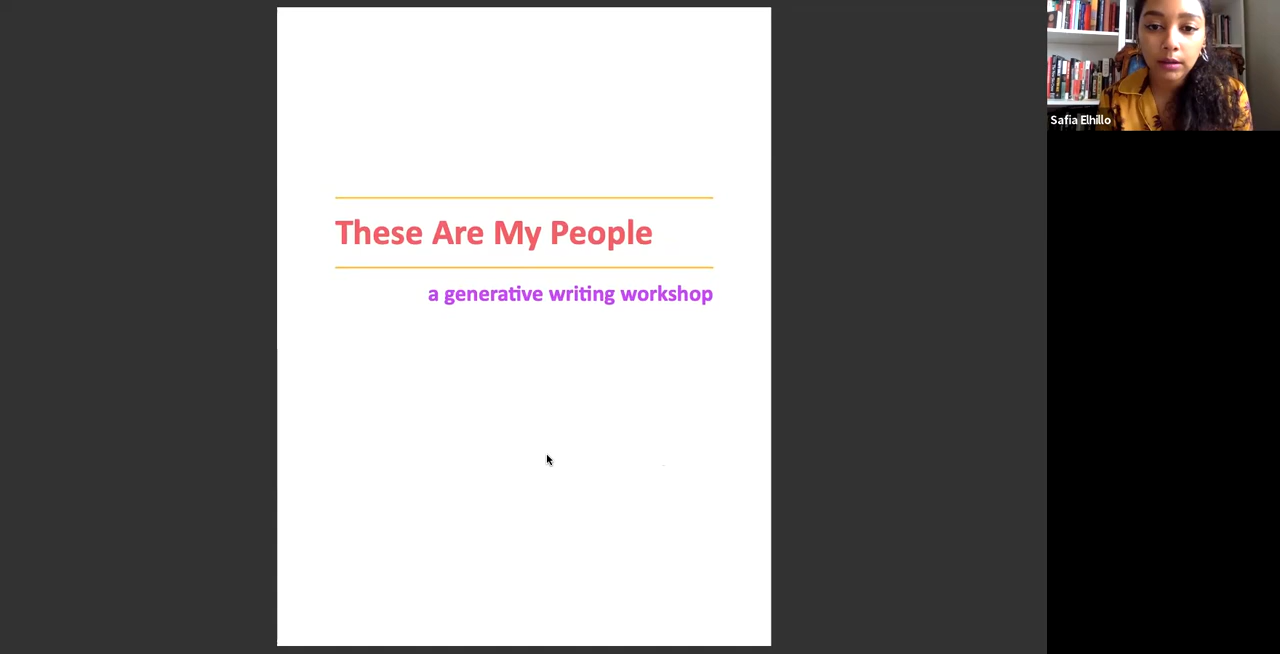 These Are My People
a generative writing workshop
Safia Elhillo